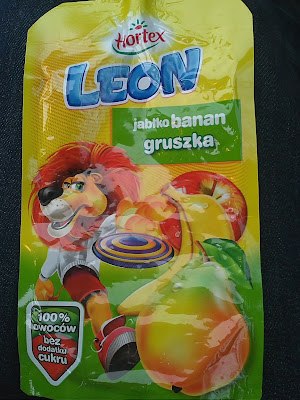 Hortex
LEON
jabłko banan
gruszka
100%
owoców
bez
dodatku
cukru